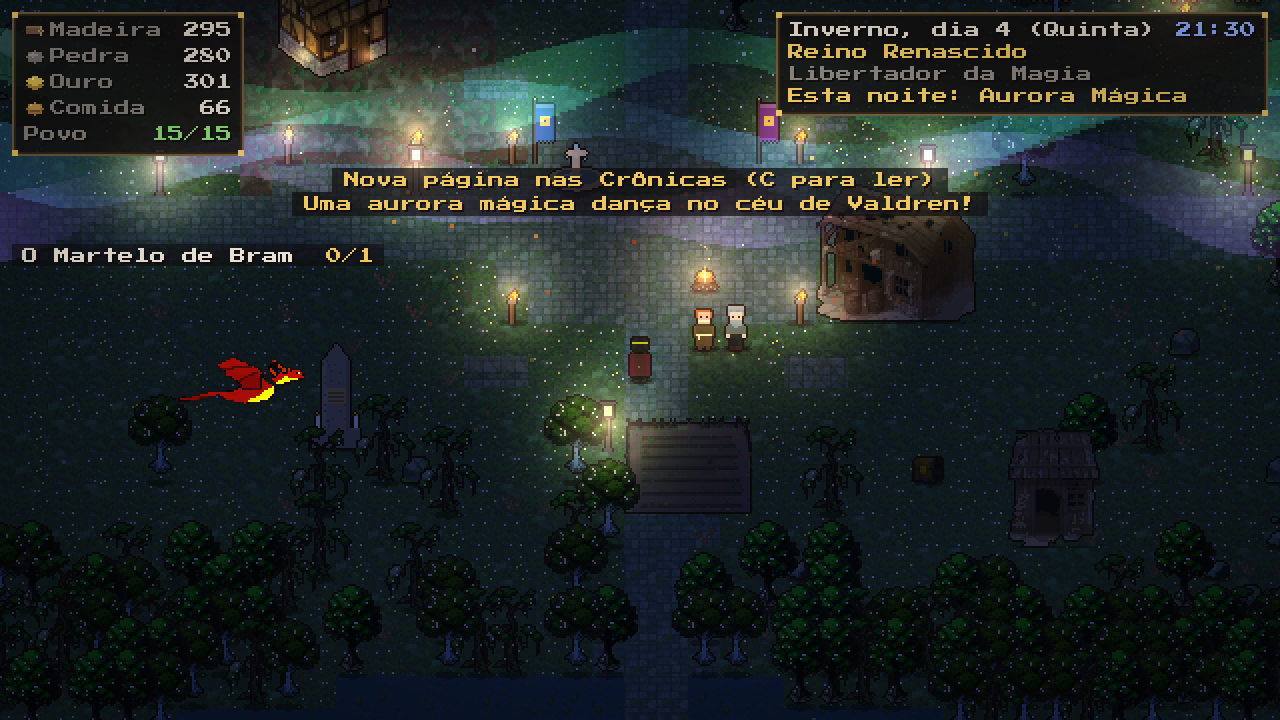 Madeira 295
Pedra 280
Ouro 301
Comida 66
Povo 15/15
Inverno, dia 4 (Quinta) 21:30
Reino Renascido
Libertador da Magia
Esta noite: Aurora Mágica
Nova página nas Crônicas (C para ler)
Uma aurora mágica dança no céu de Valdren!
O Martelo de Bram 0/1